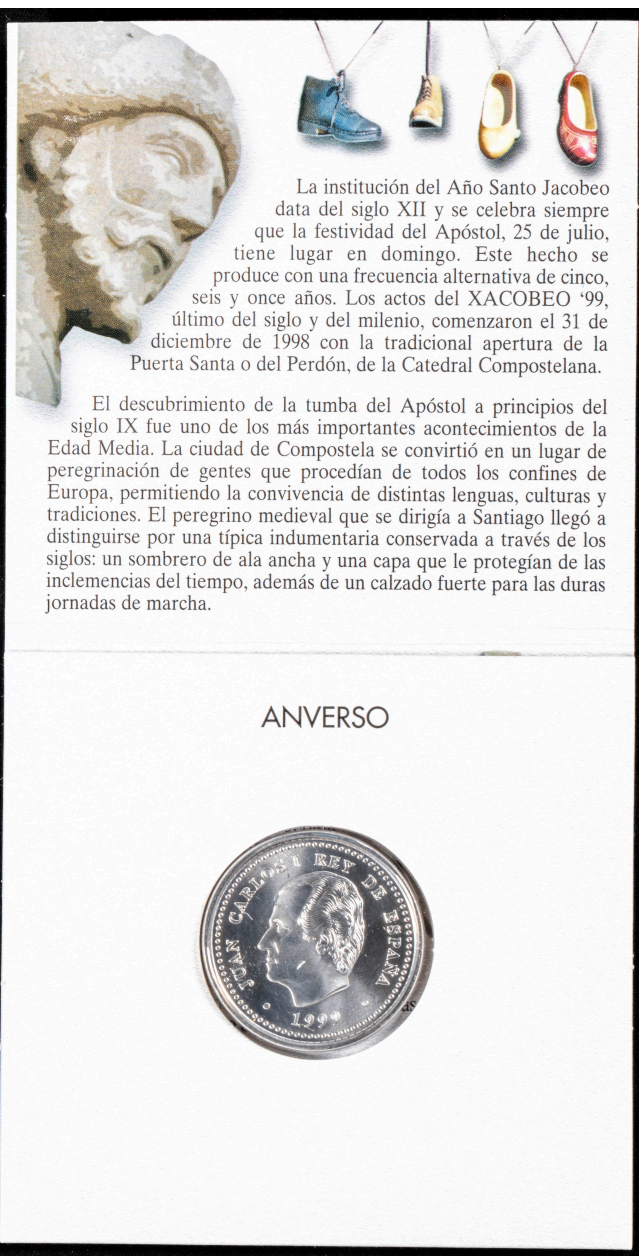 La institución del Año Santo Jacobeo
data del siglo XII y se celebra siempre
que la festividad del Apóstol, 25 de julio,
tiene lugar en domingo. Este hecho se
produce con una frecuencia alternativa de cinco,
seis y once años. Los actos del XACOBEO ‘99,
último del siglo y del milenio, comenzaron el 31 de
diciembre de 1998 con la tradicional apertura de la
Puerta Santa o del Perdón, de la Catedral Compostelana.
El descubrimiento de la tumba del Apóstol a principios del
siglo IX fue uno de los más importantes acontecimientos de la
Edad Media. La ciudad de Compostela se convirtió en un lugar de
peregrinación de gentes que procedían de todos los confines de
Europa, permitiendo la convivencia de distintas lenguas, culturas y
tradiciones. El peregrino medieval que se dirigía a Santiago llegó a
distinguirse por una típica indumentaria conservada a través de los
siglos: un sombrero de ala ancha y una capa que le protegían de las
inclemencias del tiempo, además de un calzado fuerte para las duras
jornadas de marcha.
ANVERSO
JUAN CARLOS I REY DE ESPAÑA
1999